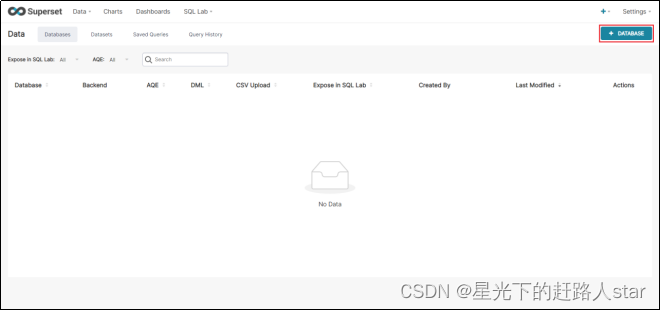 Superset Data Charts Dashboards SQL Lab + Settings
Data Databases Datasets Saved Queries Query History + DATABASE
Expose in SQL Lab: All AQE: All Search
Database Backend AQE DML CSV Upload Expose in SQL Lab Created By Last Modified Actions
No Data
CSDN @星光下的赶路人star